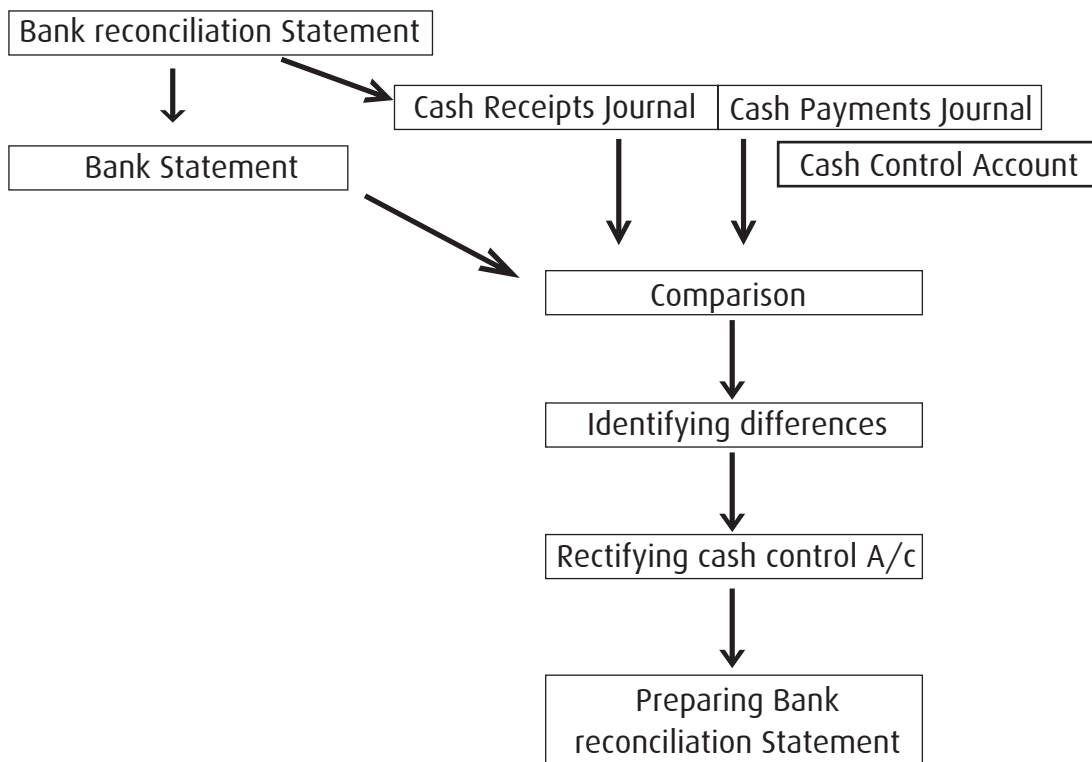 Bank reconciliation Statement
Cash Receipts Journal
Cash Payments Journal
Bank Statement
Cash Control Account
Comparison
Identifying differences
Rectifying cash control A/c
Preparing Bank
reconciliation Statement